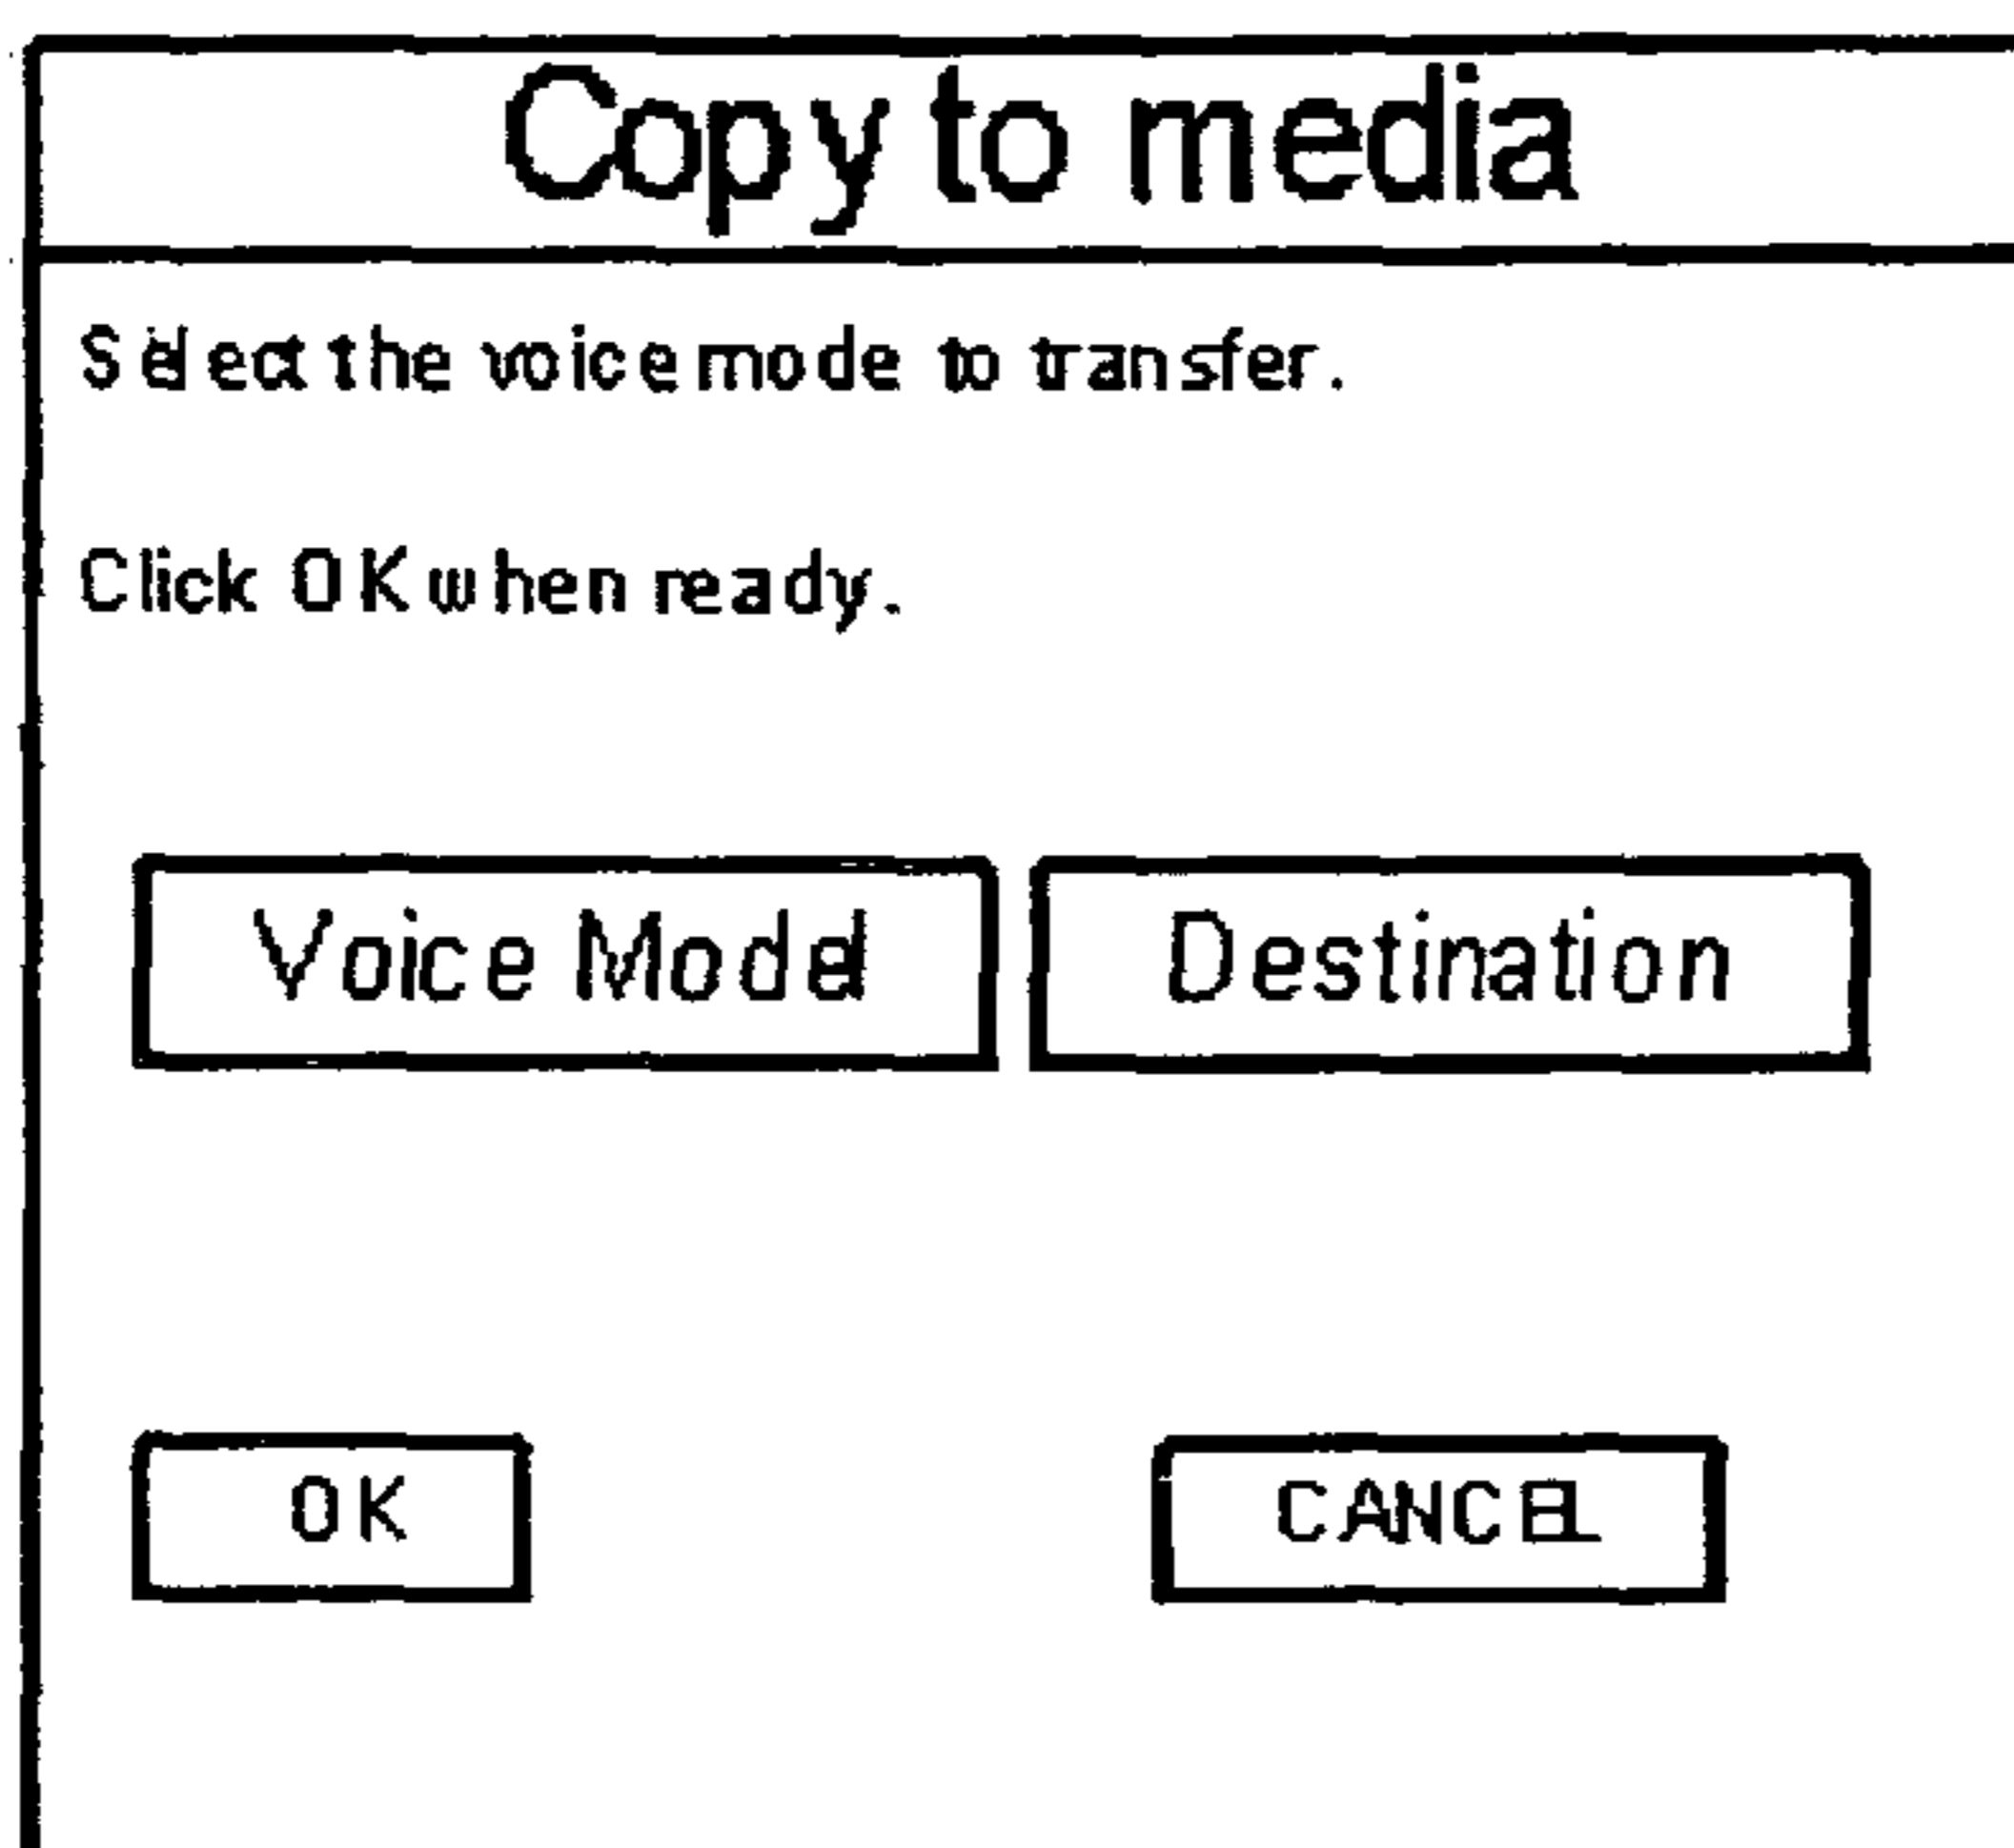 Copy to media
Select the voice mode to transfer.
Click OK when ready.
Voice Model Destination
OK CANCEL